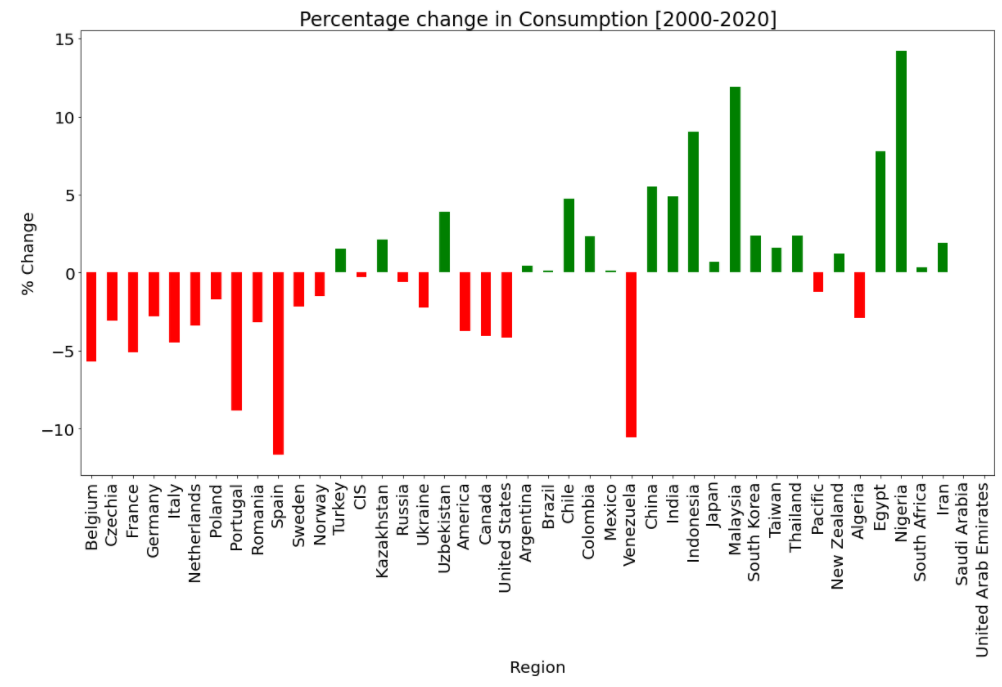 Percentage change in Consumption [2000-2020]
15
10
5
0
−5
−10
% Change
Belgium
Czechia
France
Germany
Italy
Netherlands
Poland
Portugal
Romania
Spain
Sweden
Norway
Turkey
CIS
Kazakhstan
Russia
Ukraine
Uzbekistan
America
Canada
United States
Argentina
Brazil
Chile
Colombia
Mexico
Venezuela
China
India
Indonesia
Japan
Malaysia
South Korea
Taiwan
Thailand
Pacific
New Zealand
Algeria
Egypt
Nigeria
South Africa
Iran
Saudi Arabia
United Arab Emirates
Region